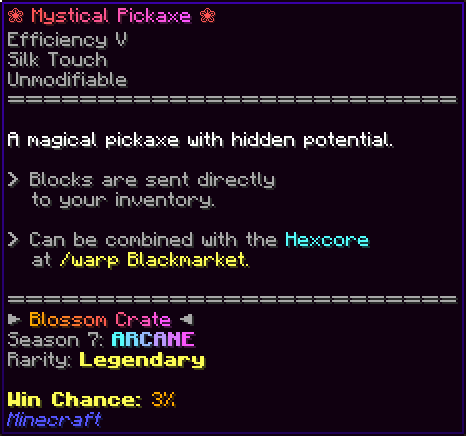 ❀ Mystical Pickaxe ❀
Efficiency V
Silk Touch
Unmodifiable
===================================
A magical pickaxe with hidden potential.
> Blocks are sent directly
to your inventory.
> Can be combined with the Hexcore
at /warp Blackmarket.
===================================
► Blossom Crate ◄
Season 7: ARCANE
Rarity: Legendary
Win Chance: 3%
Minecraft